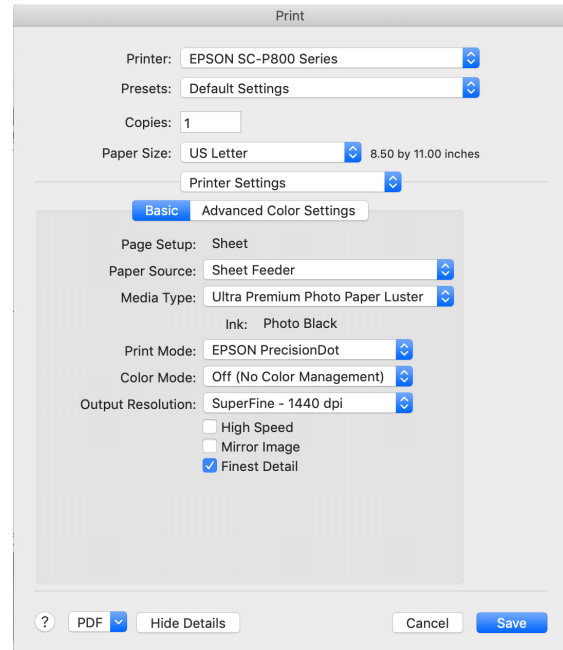 Print
Printer: EPSON SC-P800 Series
Presets: Default Settings
Copies: 1
Paper Size: US Letter 8.50 by 11.00 inches
Printer Settings
Basic Advanced Color Settings
Page Setup: Sheet
Paper Source: Sheet Feeder
Media Type: Ultra Premium Photo Paper Luster
Ink: Photo Black
Print Mode: EPSON PrecisionDot
Color Mode: Off (No Color Management)
Output Resolution: SuperFine - 1440 dpi
High Speed
Mirror Image
Finest Detail
? PDF Hide Details Cancel Save